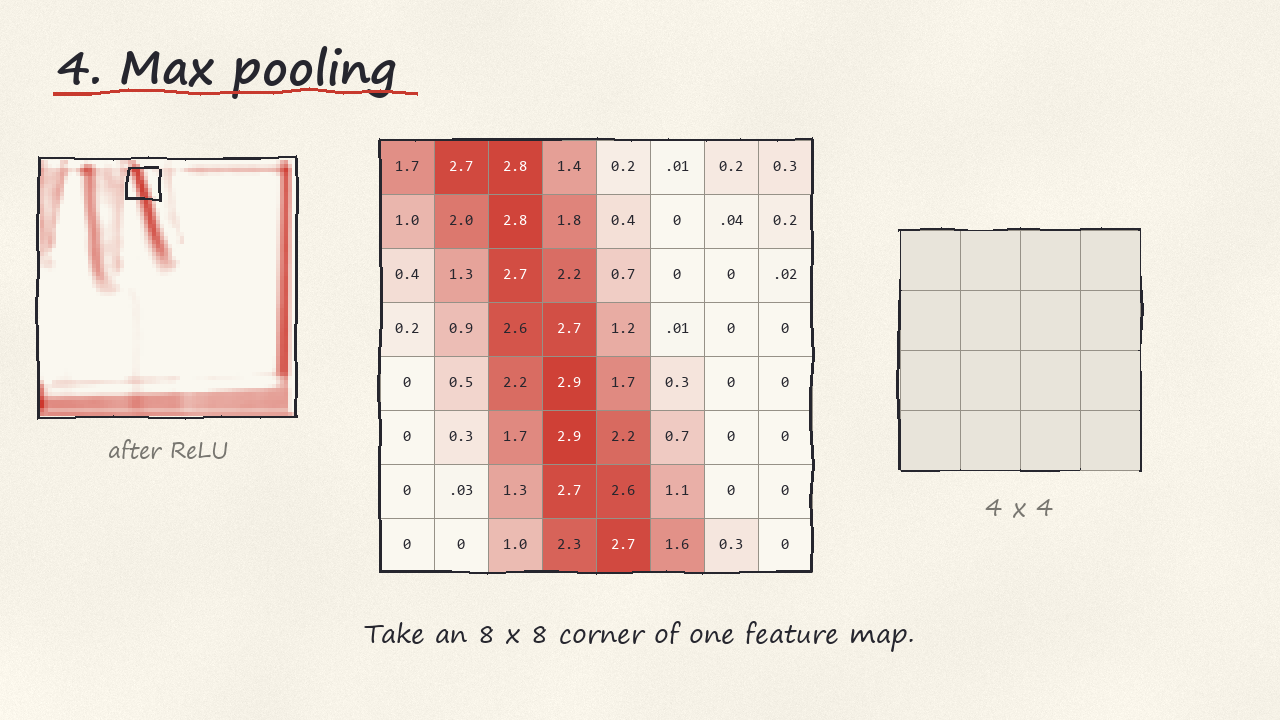 4. Max pooling
1.7 2.7 2.8 1.4 0.2 .01 0.2 0.3
1.0 2.0 2.8 1.8 0.4 0 .04 0.2
0.4 1.3 2.7 2.2 0.7 0 0 .02
0.2 0.9 2.6 2.7 1.2 .01 0 0
0 0.5 2.2 2.9 1.7 0.3 0 0
0 0.3 1.7 2.9 2.2 0.7 0 0
0 .03 1.3 2.7 2.6 1.1 0 0
0 0 1.0 2.3 2.7 1.6 0.3 0
after ReLU
4 x 4
Take an 8 x 8 corner of one feature map.